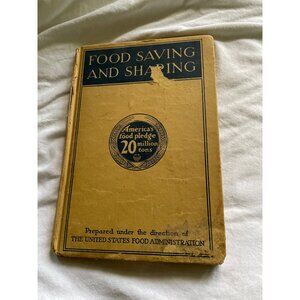 FOOD SAVING
AND SHARING
America's
food pledge
20 million
tons
Prepared under the direction of
THE UNITED STATES FOOD ADMINISTRATION